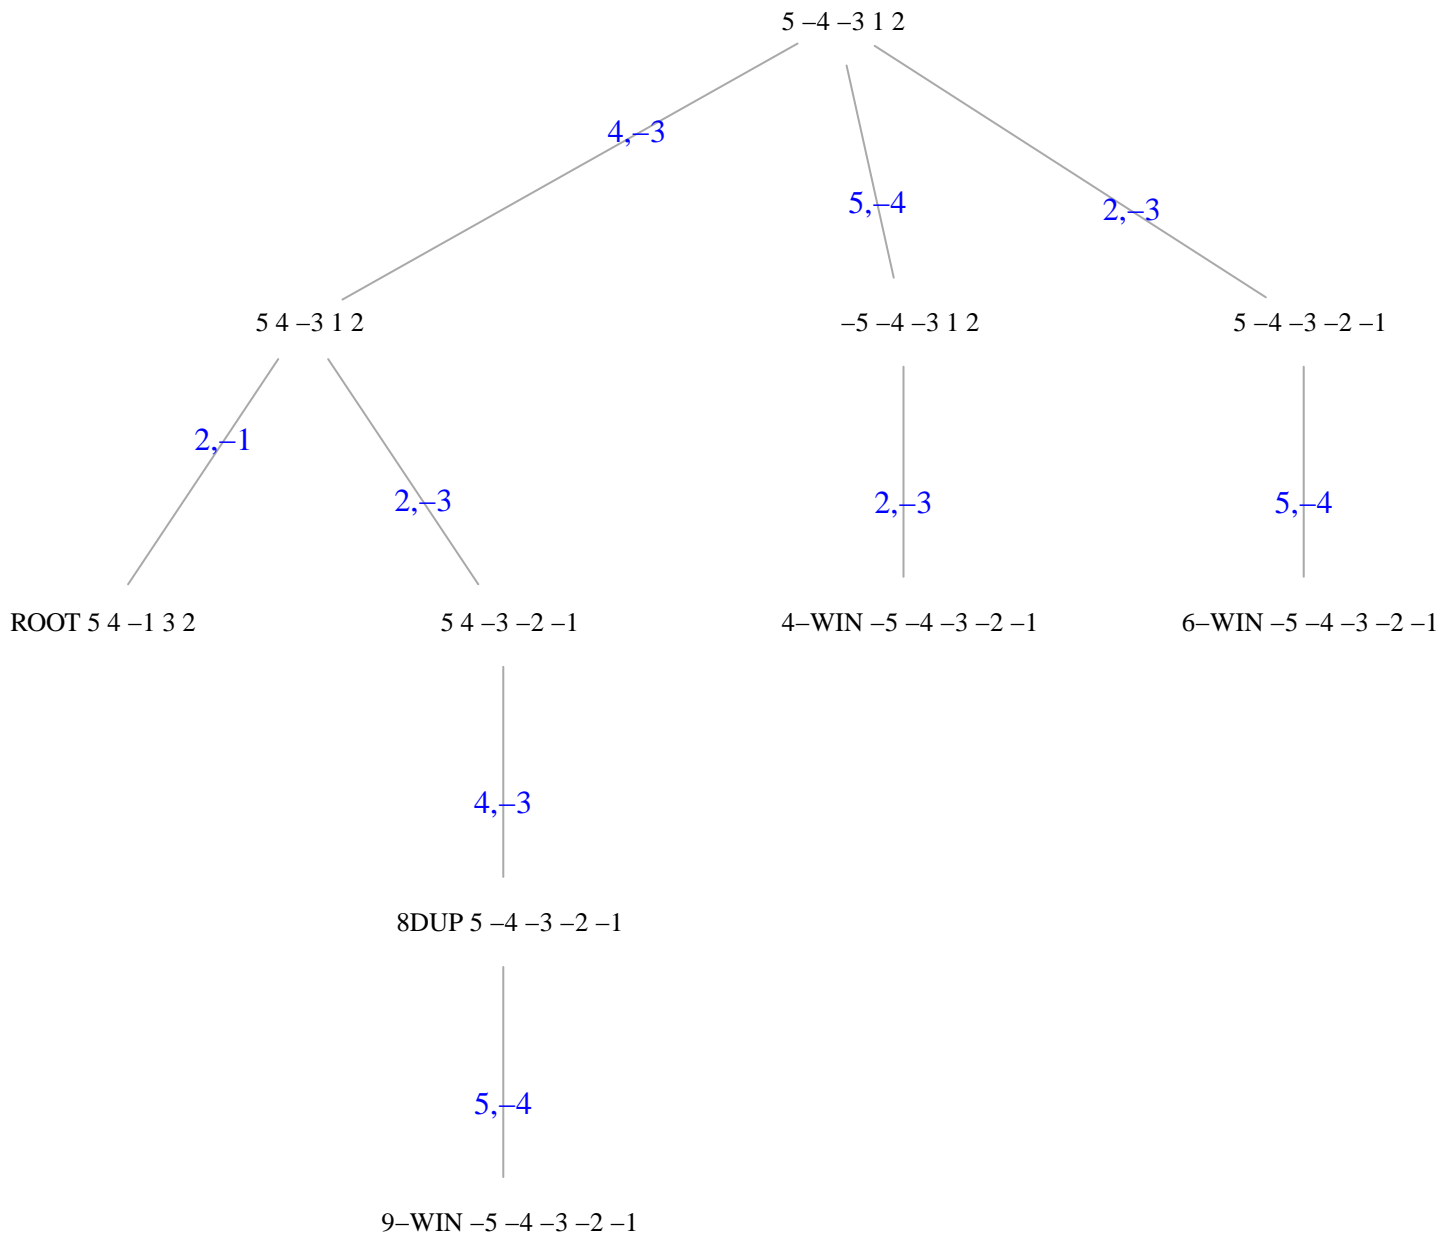 5 –4 –3 1 2
4,–3
5,–4
2,–3
5 4 –3 1 2
–5 –4 –3 1 2
5 –4 –3 –2 –1
2,–1
2,–3
2,–3
5,–4
ROOT 5 4 –1 3 2
5 4 –3 –2 –1
4–WIN –5 –4 –3 –2 –1
6–WIN –5 –4 –3 –2 –1
4,–3
8DUP 5 –4 –3 –2 –1
5,–4
9–WIN –5 –4 –3 –2 –1